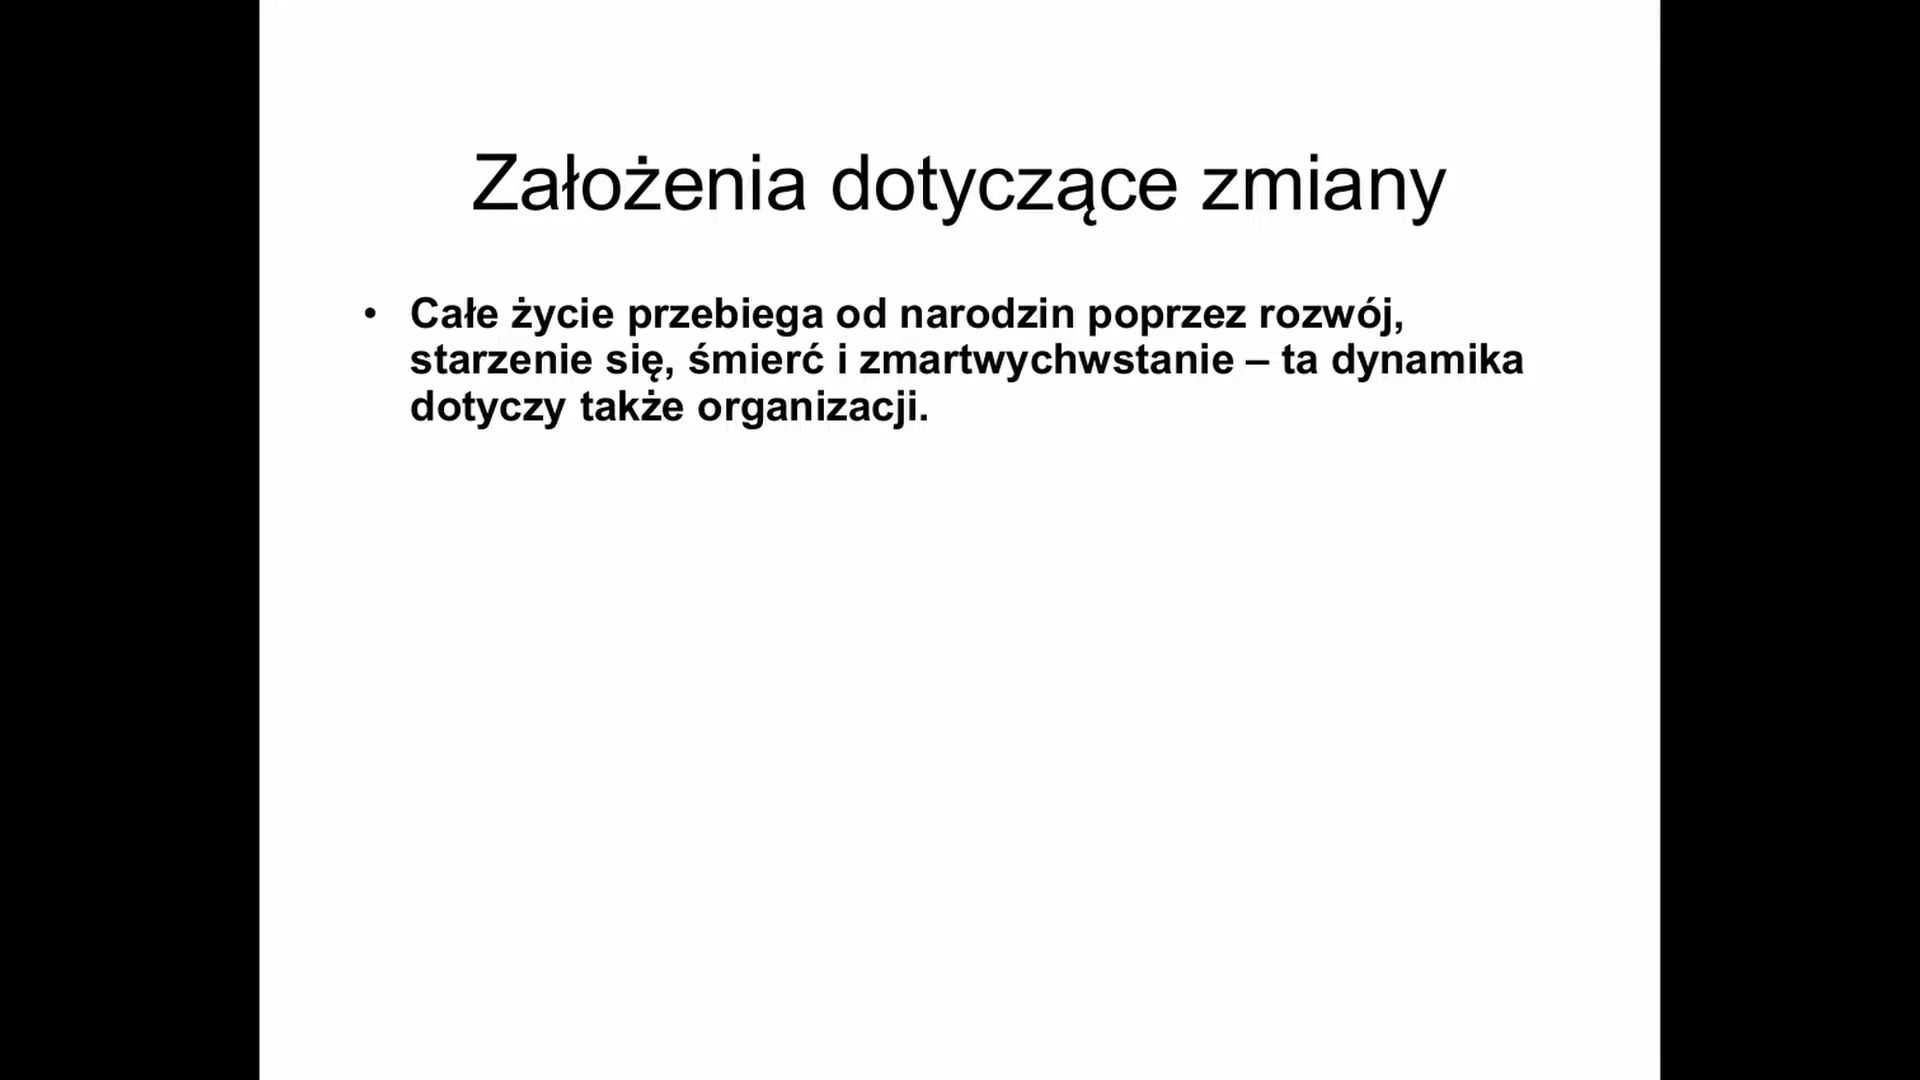 Założenia dotyczące zmiany
• Całe życie przebiega od narodzin poprzez rozwój,
starzenie się, śmierć i zmartwychwstanie – ta dynamika
dotyczy także organizacji.